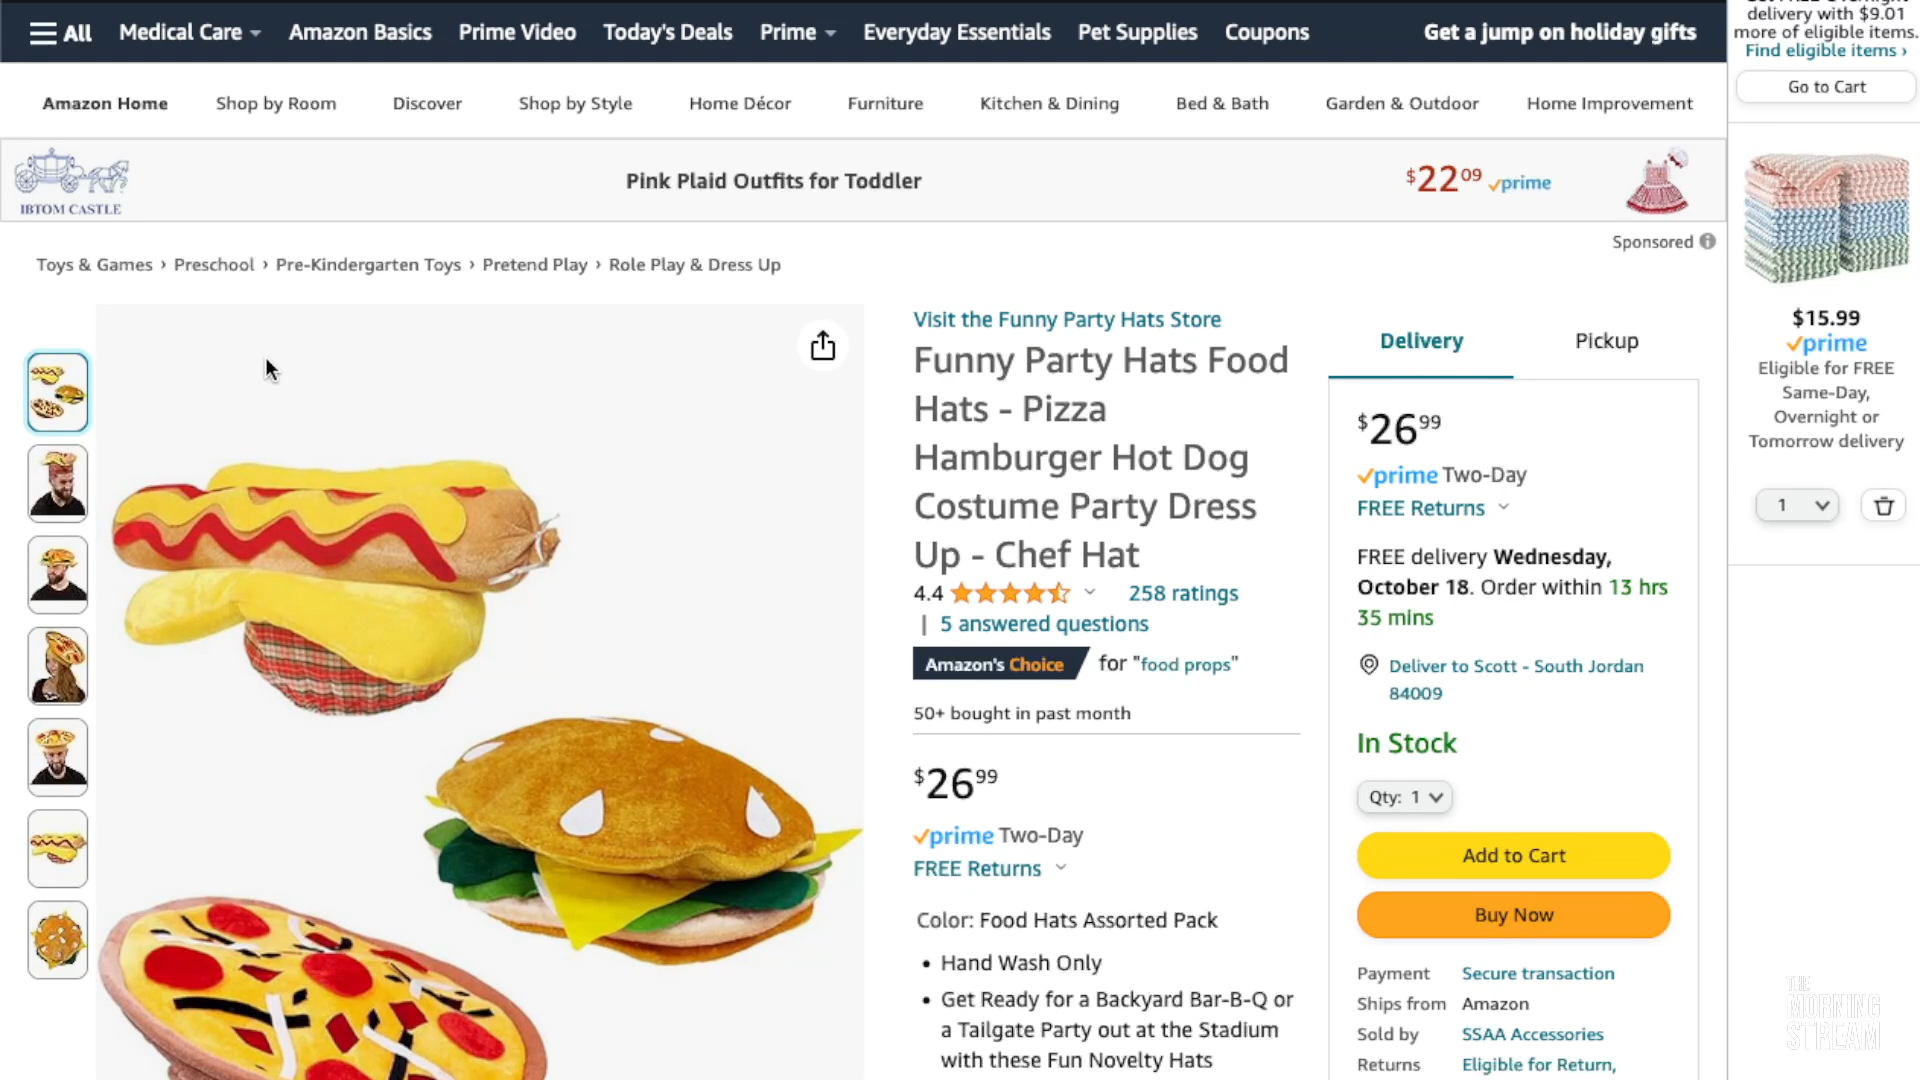 All
Medical Care
Amazon Basics
Prime Video
Today's Deals
Prime
Everyday Essentials
Pet Supplies
Coupons
Get a jump on holiday gifts
Amazon Home
Shop by Room
Discover
Shop by Style
Home Décor
Furniture
Kitchen & Dining
Bed & Bath
Garden & Outdoor
Home Improvement
IBTOM CASTLE
Pink Plaid Outfits for Toddler
$22 09 prime
Sponsored
Toys & Games › Preschool › Pre-Kindergarten Toys › Pretend Play › Role Play & Dress Up
Visit the Funny Party Hats Store
Funny Party Hats Food
Hats - Pizza
Hamburger Hot Dog
Costume Party Dress
Up - Chef Hat
4.4 258 ratings
| 5 answered questions
Amazon's Choice for "food props"
50+ bought in past month
$26 99
prime Two-Day
FREE Returns
Color: Food Hats Assorted Pack
• Hand Wash Only
• Get Ready for a Backyard Bar-B-Q or
a Tailgate Party out at the Stadium
with these Fun Novelty Hats
Delivery
Pickup
$26 99
prime Two-Day
FREE Returns
FREE delivery Wednesday,
October 18. Order within 13 hrs
35 mins
Deliver to Scott - South Jordan
84009
In Stock
Qty: 1
Add to Cart
Buy Now
Payment Secure transaction
Ships from Amazon
Sold by SSAA Accessories
Returns Eligible for Return,
delivery with $9.01
more of eligible items.
Find eligible items ›
Go to Cart
$15.99
prime
Eligible for FREE
Same-Day,
Overnight or
Tomorrow delivery
1
THE
MORNING
STREAM